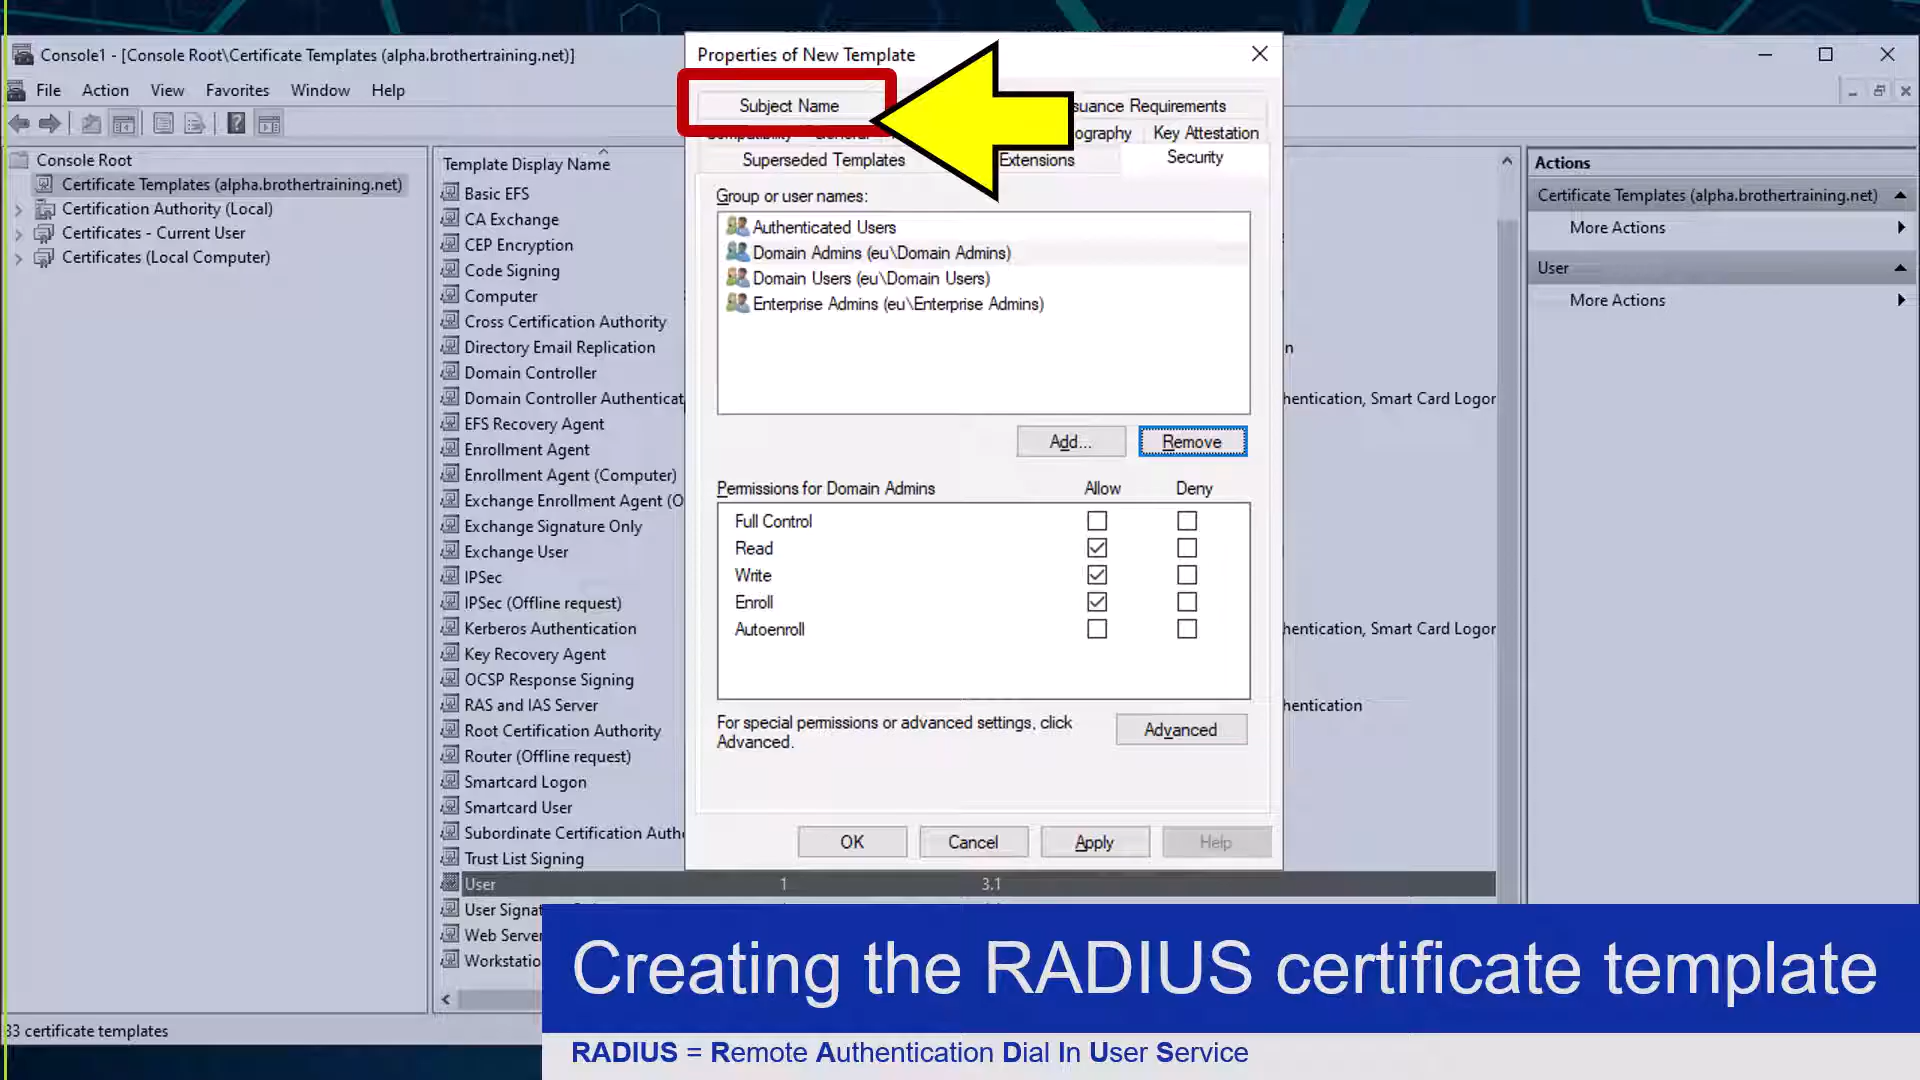 Console1 - [Console Root\Certificate Templates (alpha.brothertraining.net)]
File Action View Favorites Window Help
Console Root
Certificate Templates (alpha.brothertraining.net)
Certification Authority (Local)
Certificates - Current User
Certificates (Local Computer)
33 certificate templates
Template Display Name
Basic EFS
CA Exchange
CEP Encryption
Code Signing
Computer
Cross Certification Authority
Directory Email Replication
Domain Controller
Domain Controller Authenticat
EFS Recovery Agent
Enrollment Agent
Enrollment Agent (Computer)
Exchange Enrollment Agent (O
Exchange Signature Only
Exchange User
IPSec
IPSec (Offline request)
Kerberos Authentication
Key Recovery Agent
OCSP Response Signing
RAS and IAS Server
Root Certification Authority
Router (Offline request)
Smartcard Logon
Smartcard User
Subordinate Certification Auth
Trust List Signing
User 1 3.1
User Signat
Web Server
Workstatio
hentication, Smart Card Logor
hentication, Smart Card Logor
hentication
Properties of New Template
Subject Name suance Requirements
ography Key Attestation
Superseded Templates Extensions Security
Group or user names:
Authenticated Users
Domain Admins (eu\Domain Admins)
Domain Users (eu\Domain Users)
Enterprise Admins (eu\Enterprise Admins)
Add... Remove
Permissions for Domain Admins Allow Deny
Full Control
Read
Write
Enroll
Autoenroll
For special permissions or advanced settings, click
Advanced.
Advanced
OK Cancel Apply Help
Actions
Certificate Templates (alpha.brothertraining.net)
More Actions
User
More Actions
Creating the RADIUS certificate template
RADIUS = Remote Authentication Dial In User Service